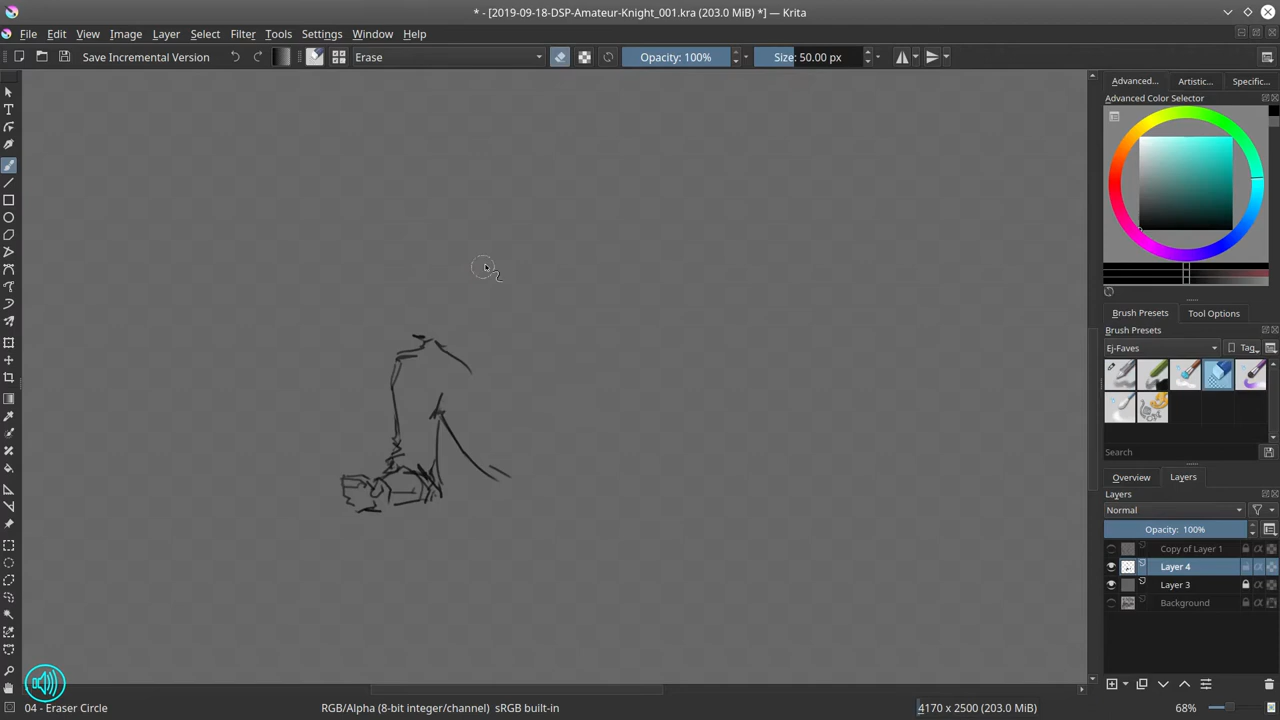 * - [2019-09-18-DSP-Amateur-Knight_001.kra (203.0 MiB) *] — Krita
File Edit View Image Layer Select Filter Tools Settings Window Help
Save Incremental Version Erase Opacity: 100% Size: 50.00 px
Advanced... Artistic... Specific...
Advanced Color Selector
Brush Presets Tool Options
Brush Presets
Ej-Faves Tag
Search
Overview Layers
Layers
Normal
Opacity: 100%
Copy of Layer 1
Layer 4
Layer 3
Background
04 - Eraser Circle RGB/Alpha (8-bit integer/channel) sRGB built-in 4170 x 2500 (203.0 MiB) 68%